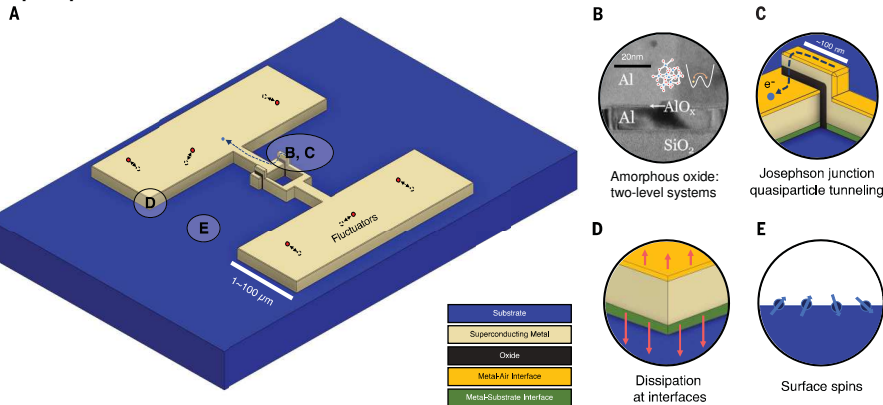 A
B, C
D
E
Fluctuators
1~100 μm
Substrate
Superconducting Metal
Oxide
Metal-Air Interface
Metal-Substrate Interface
B
20nm
Al
AlOx
Al
SiO2
Amorphous oxide:
two-level systems
C
~100 nm
e-
Josephson junction
quasiparticle tunneling
D
Dissipation
at interfaces
E
Surface spins